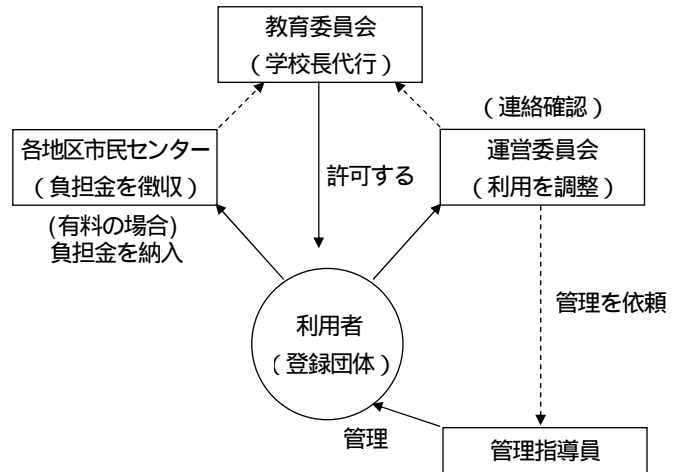 教育委員会
(学校長代行)
(連絡確認)
各地区市民センター
(負担金を徴収)
運営委員会
(利用を調整)
許可する
(有料の場合)
負担金を納入
管理を依頼
利用者
(登録団体)
管理
管理指導員